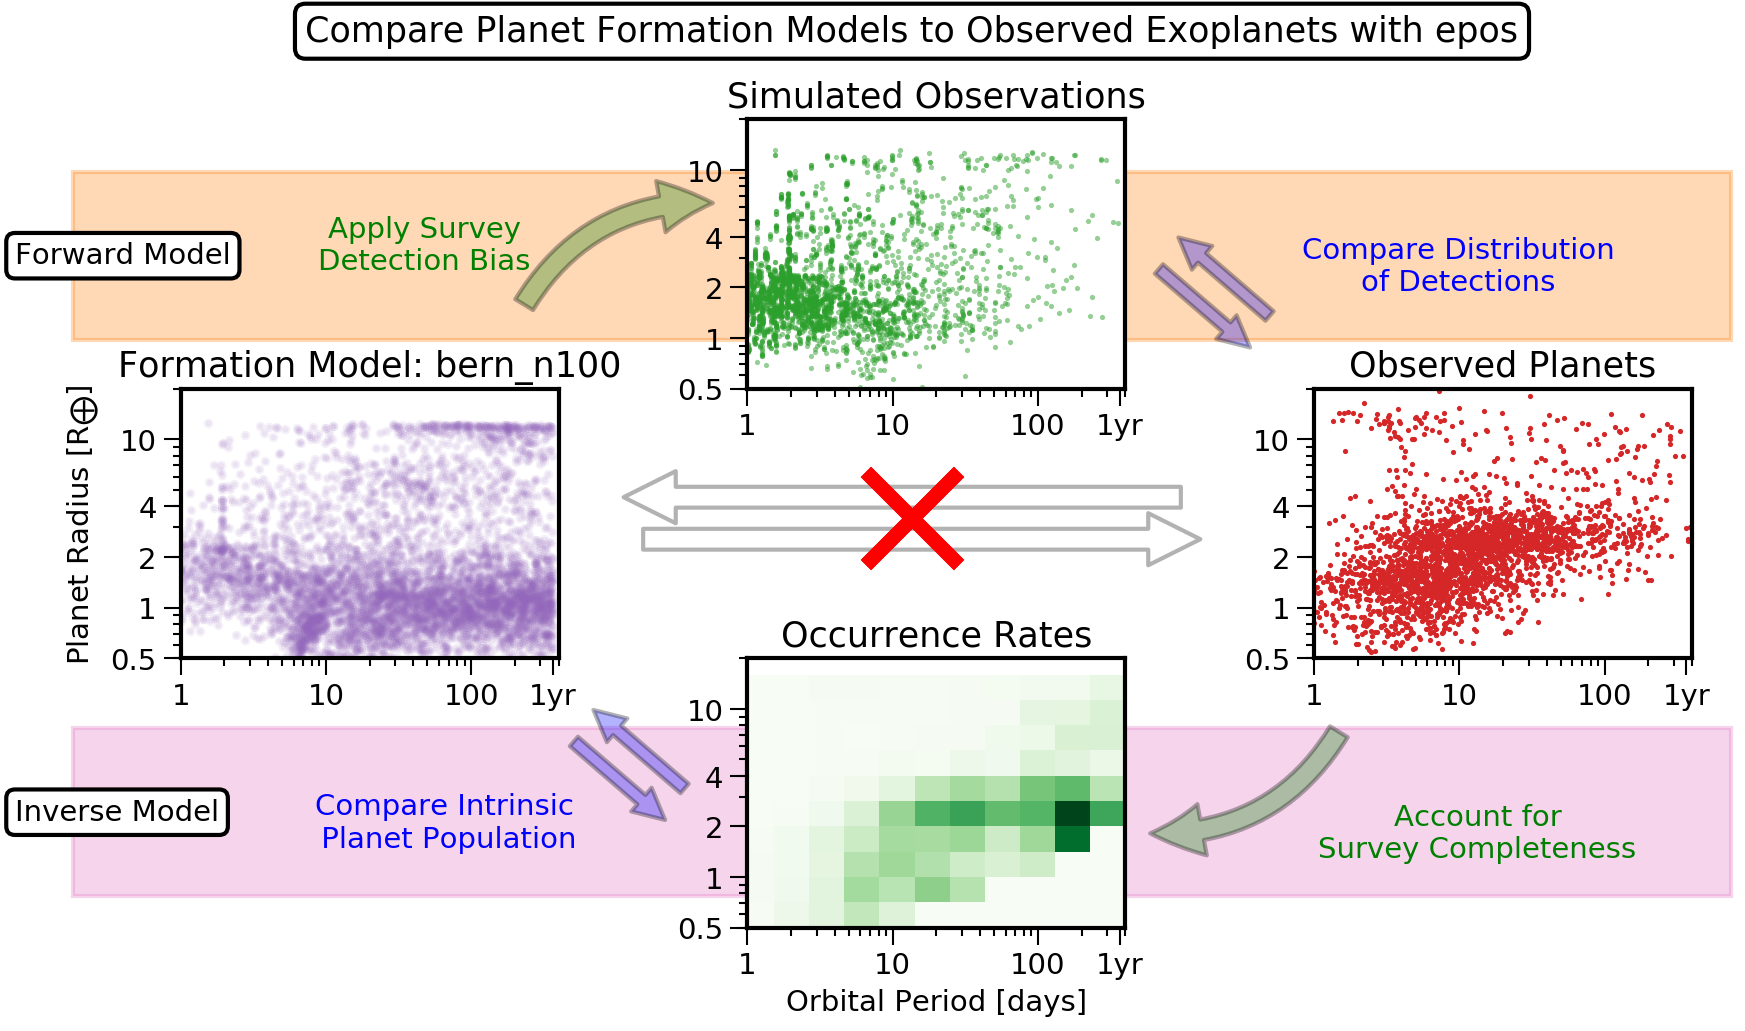 Compare Planet Formation Models to Observed Exoplanets with epos
Simulated Observations
10
4
2
1
0.5
1 10 100 1yr
Forward Model
Apply Survey
Detection Bias
Compare Distribution
of Detections
Formation Model: bern_n100
Planet Radius [R⨁]
10
4
2
1
0.5
1 10 100 1yr
Observed Planets
10
4
2
1
0.5
1 10 100 1yr
Occurrence Rates
10
4
2
1
0.5
1 10 100 1yr
Orbital Period [days]
Inverse Model
Compare Intrinsic
Planet Population
Account for
Survey Completeness